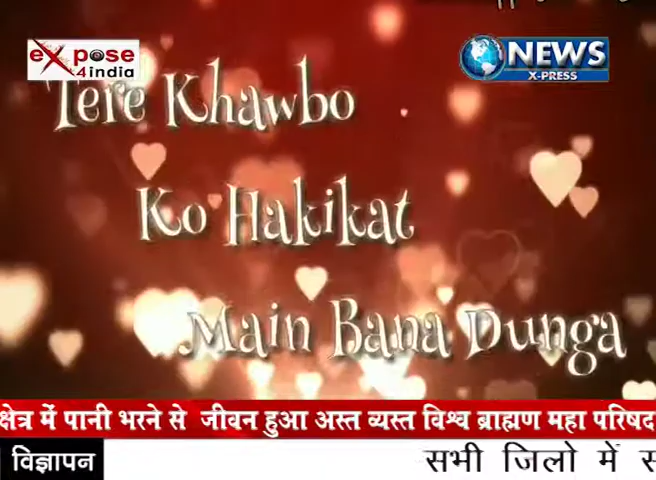 eXpose
4india
NEWS
X-PRESS
Tere Khawbo
Ko Hakikat
Main Bana Dunga
क्षेत्र में पानी भरने से जीवन हुआ अस्त व्यस्त विश्व ब्राह्मण महा परिषद
विज्ञापन
सभी जिलो में